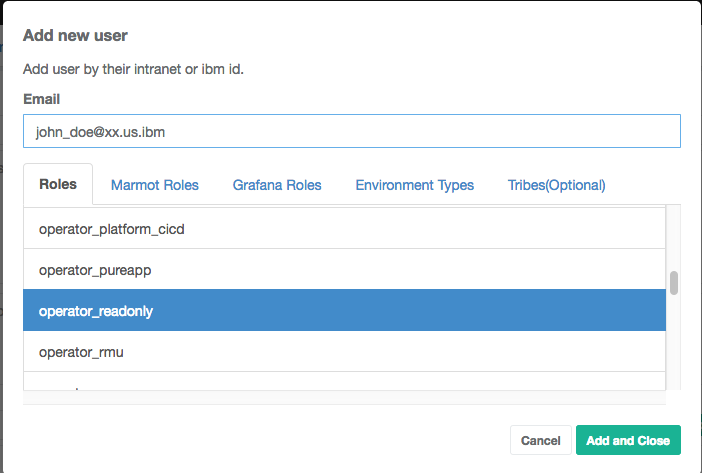 Add new user
Add user by their intranet or ibm id.
Email
john_doe@xx.us.ibm
Roles Marmot Roles Grafana Roles Environment Types Tribes(Optional)
operator_platform_cicd
operator_pureapp
operator_readonly
operator_rmu
Cancel Add and Close